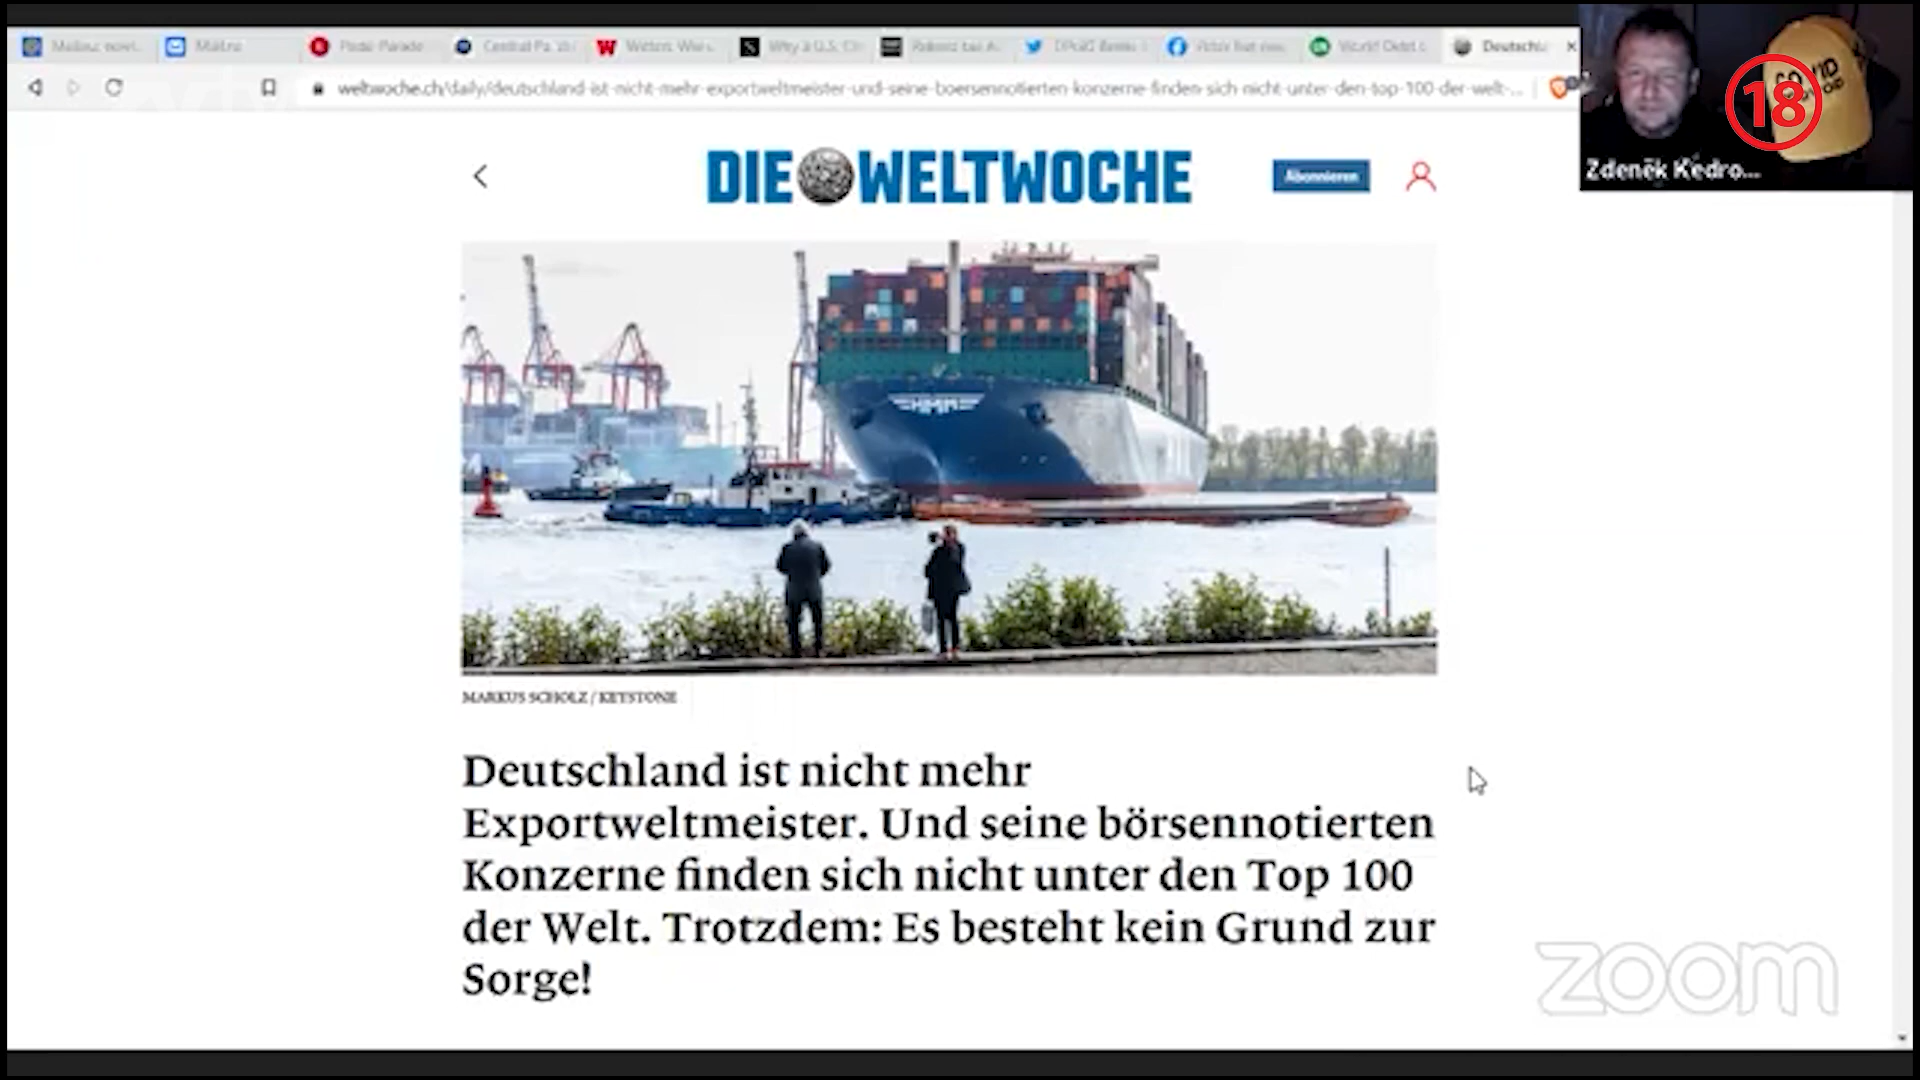 Deutschl
weltwoche.ch/daily/deutschland-ist-nicht-mehr-exportweltmeister-und-seine-boersennotierten-konzerne-finden-sich-nicht-unter-den-top-100-der-welt-...
18
Zdeněk Kedro...
DIE WELTWOCHE
Abonnieren
HMM
MARKUS SCHOLZ / KEYSTONE
Deutschland ist nicht mehr
Exportweltmeister. Und seine börsennotierten
Konzerne finden sich nicht unter den Top 100
der Welt. Trotzdem: Es besteht kein Grund zur
Sorge!
zoom